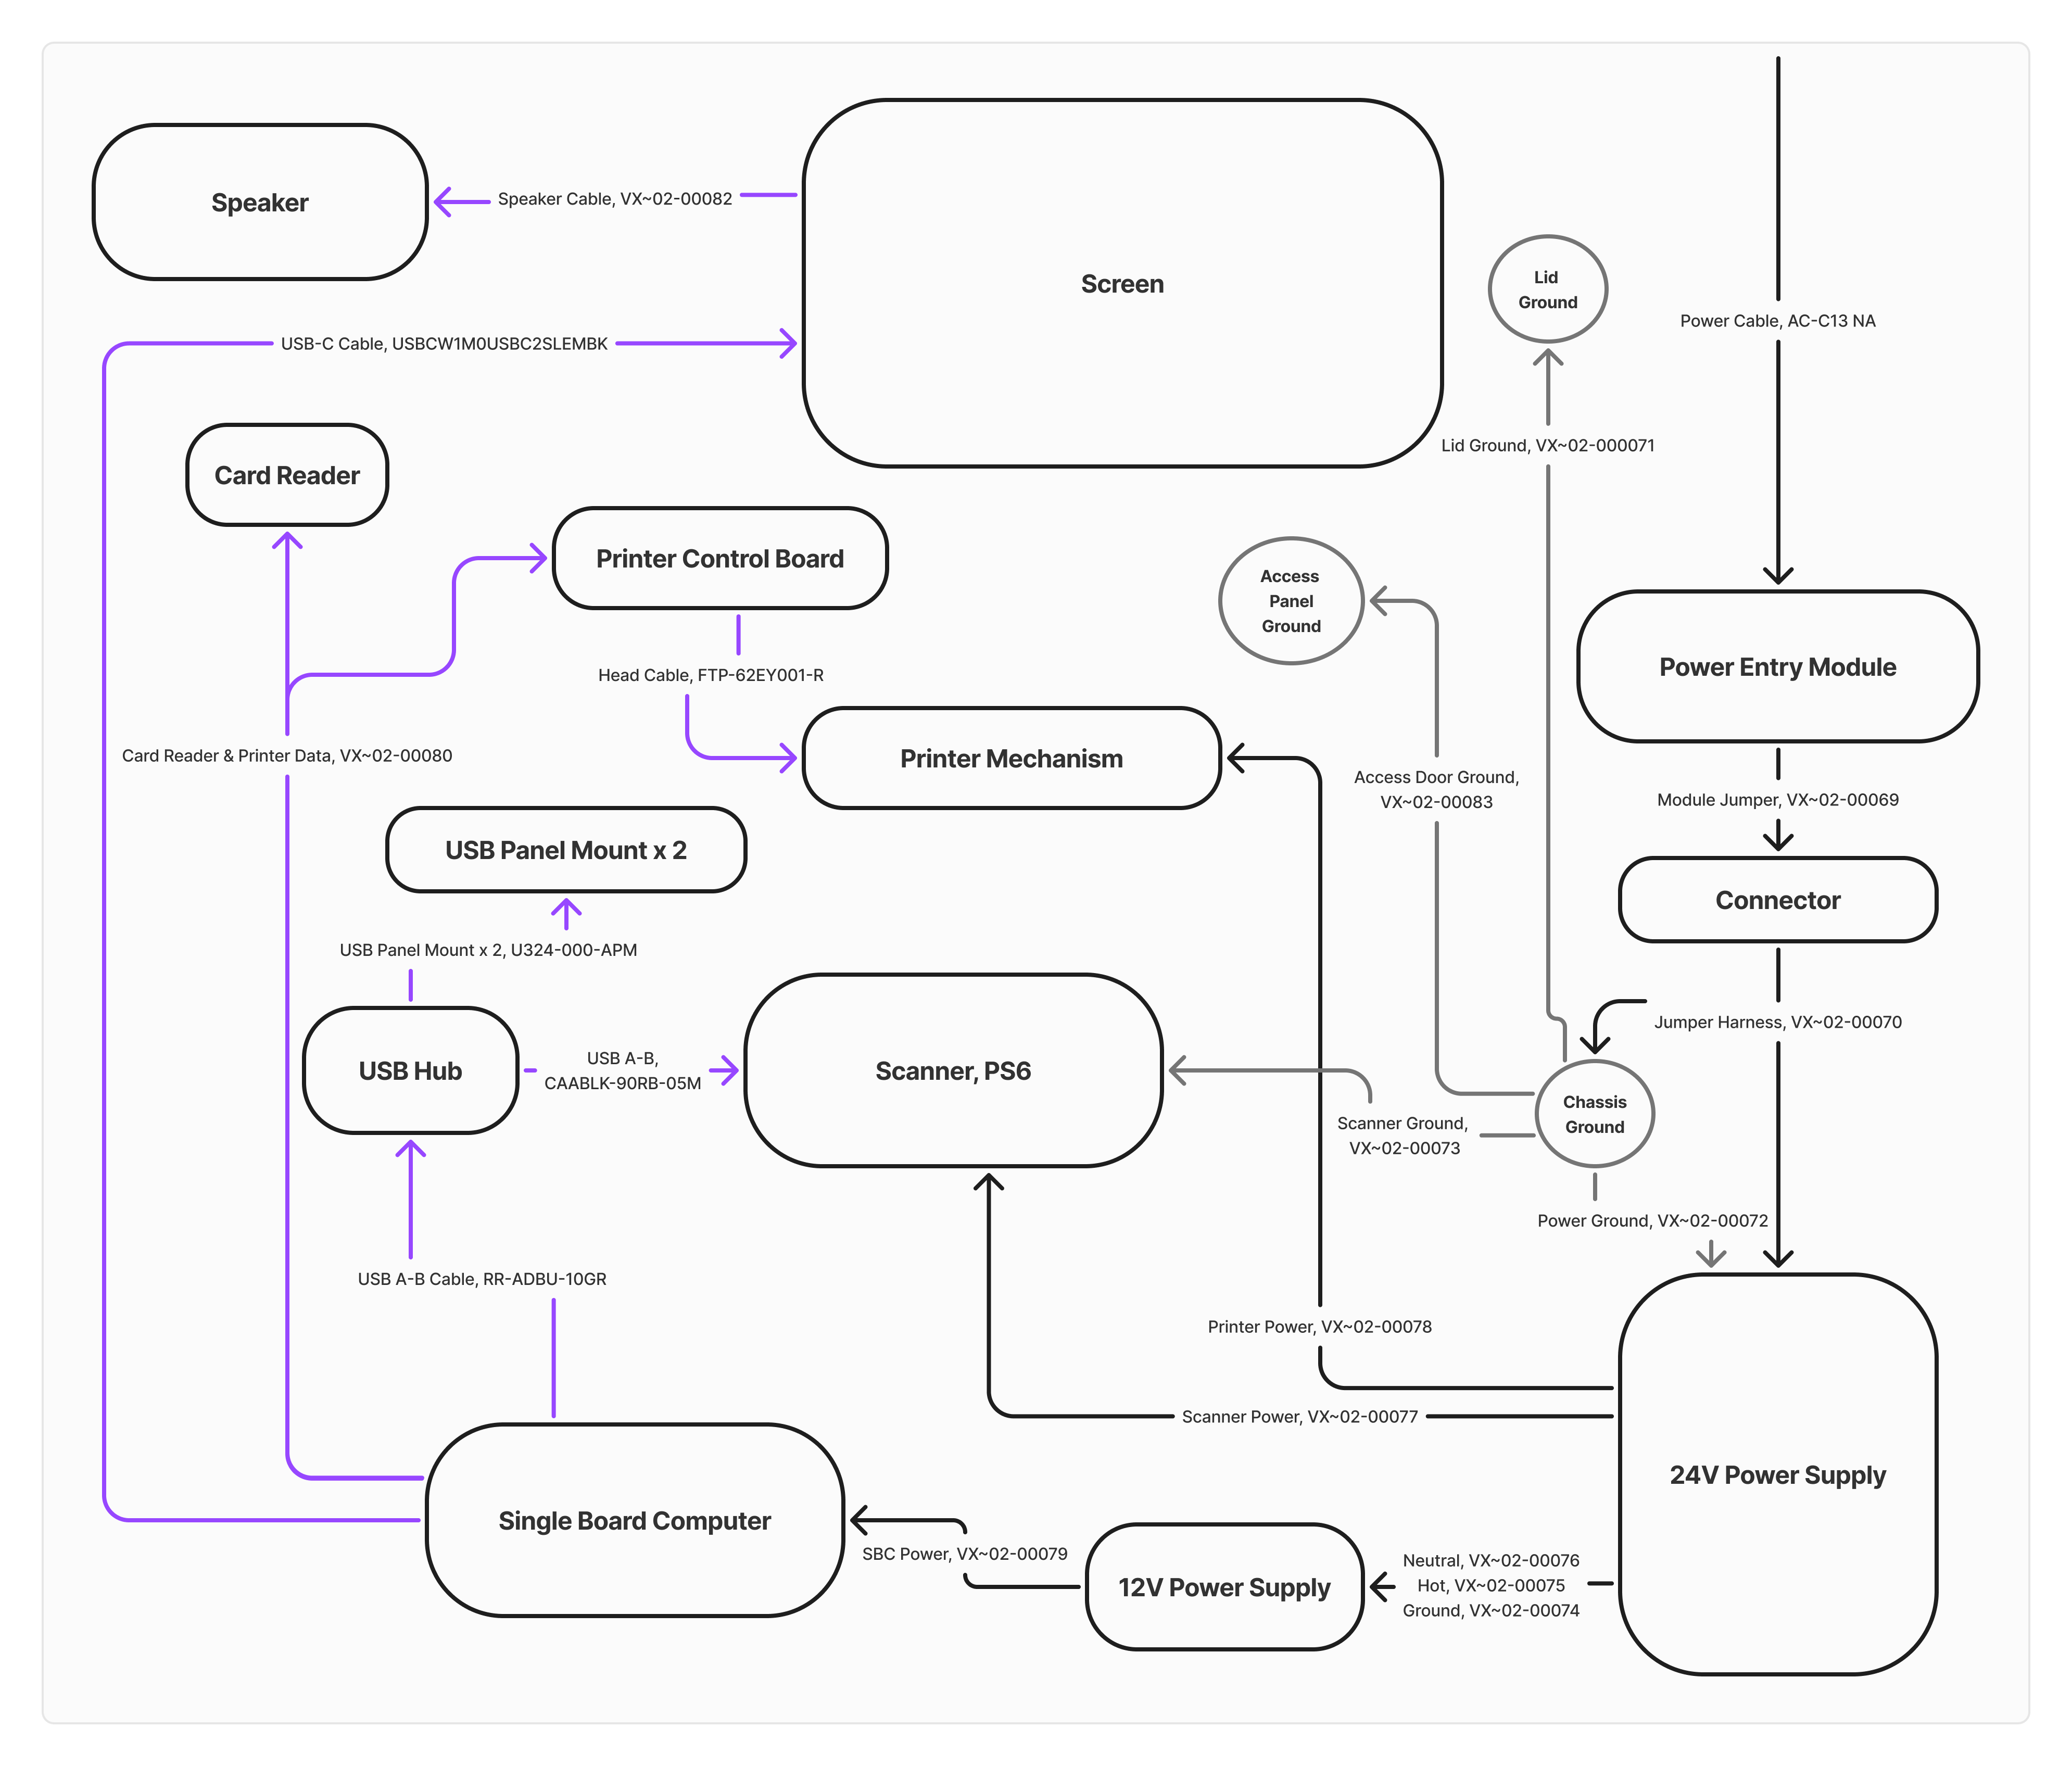 Speaker
Speaker Cable, VX~02-00082
Screen
Lid
Ground
Power Cable, AC-C13 NA
USB-C Cable, USBCW1M0USBC2SLEMBK
Lid Ground, VX~02-000071
Card Reader
Printer Control Board
Access
Panel
Ground
Power Entry Module
Head Cable, FTP-62EY001-R
Card Reader & Printer Data, VX~02-00080
Printer Mechanism
Access Door Ground,
VX~02-00083
Module Jumper, VX~02-00069
USB Panel Mount x 2
Connector
USB Panel Mount x 2, U324-000-APM
Jumper Harness, VX~02-00070
USB Hub
USB A-B,
CAABLK-90RB-05M
Scanner, PS6
Chassis
Ground
Scanner Ground,
VX~02-00073
Power Ground, VX~02-00072
USB A-B Cable, RR-ADBU-10GR
Printer Power, VX~02-00078
Scanner Power, VX~02-00077
24V Power Supply
Single Board Computer
SBC Power, VX~02-00079
12V Power Supply
Neutral, VX~02-00076
Hot, VX~02-00075
Ground, VX~02-00074